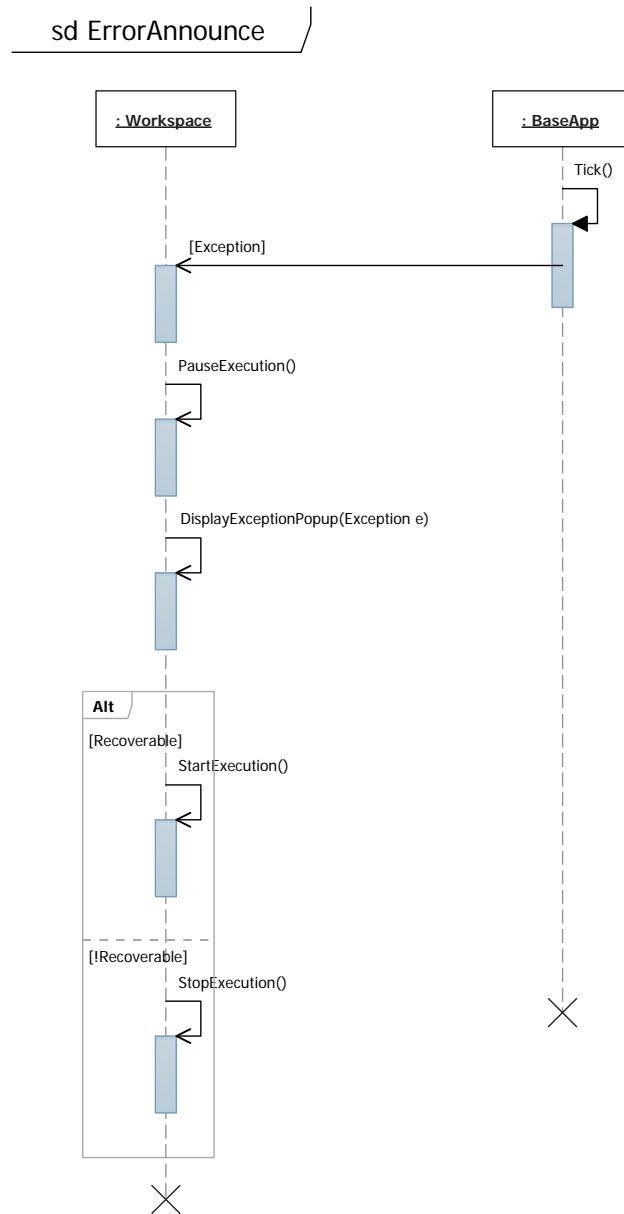 sd ErrorAnnounce
: Workspace
: BaseApp
Tick()
[Exception]
PauseExecution()
DisplayExceptionPopup(Exception e)
Alt
[Recoverable]
StartExecution()
[!Recoverable]
StopExecution()